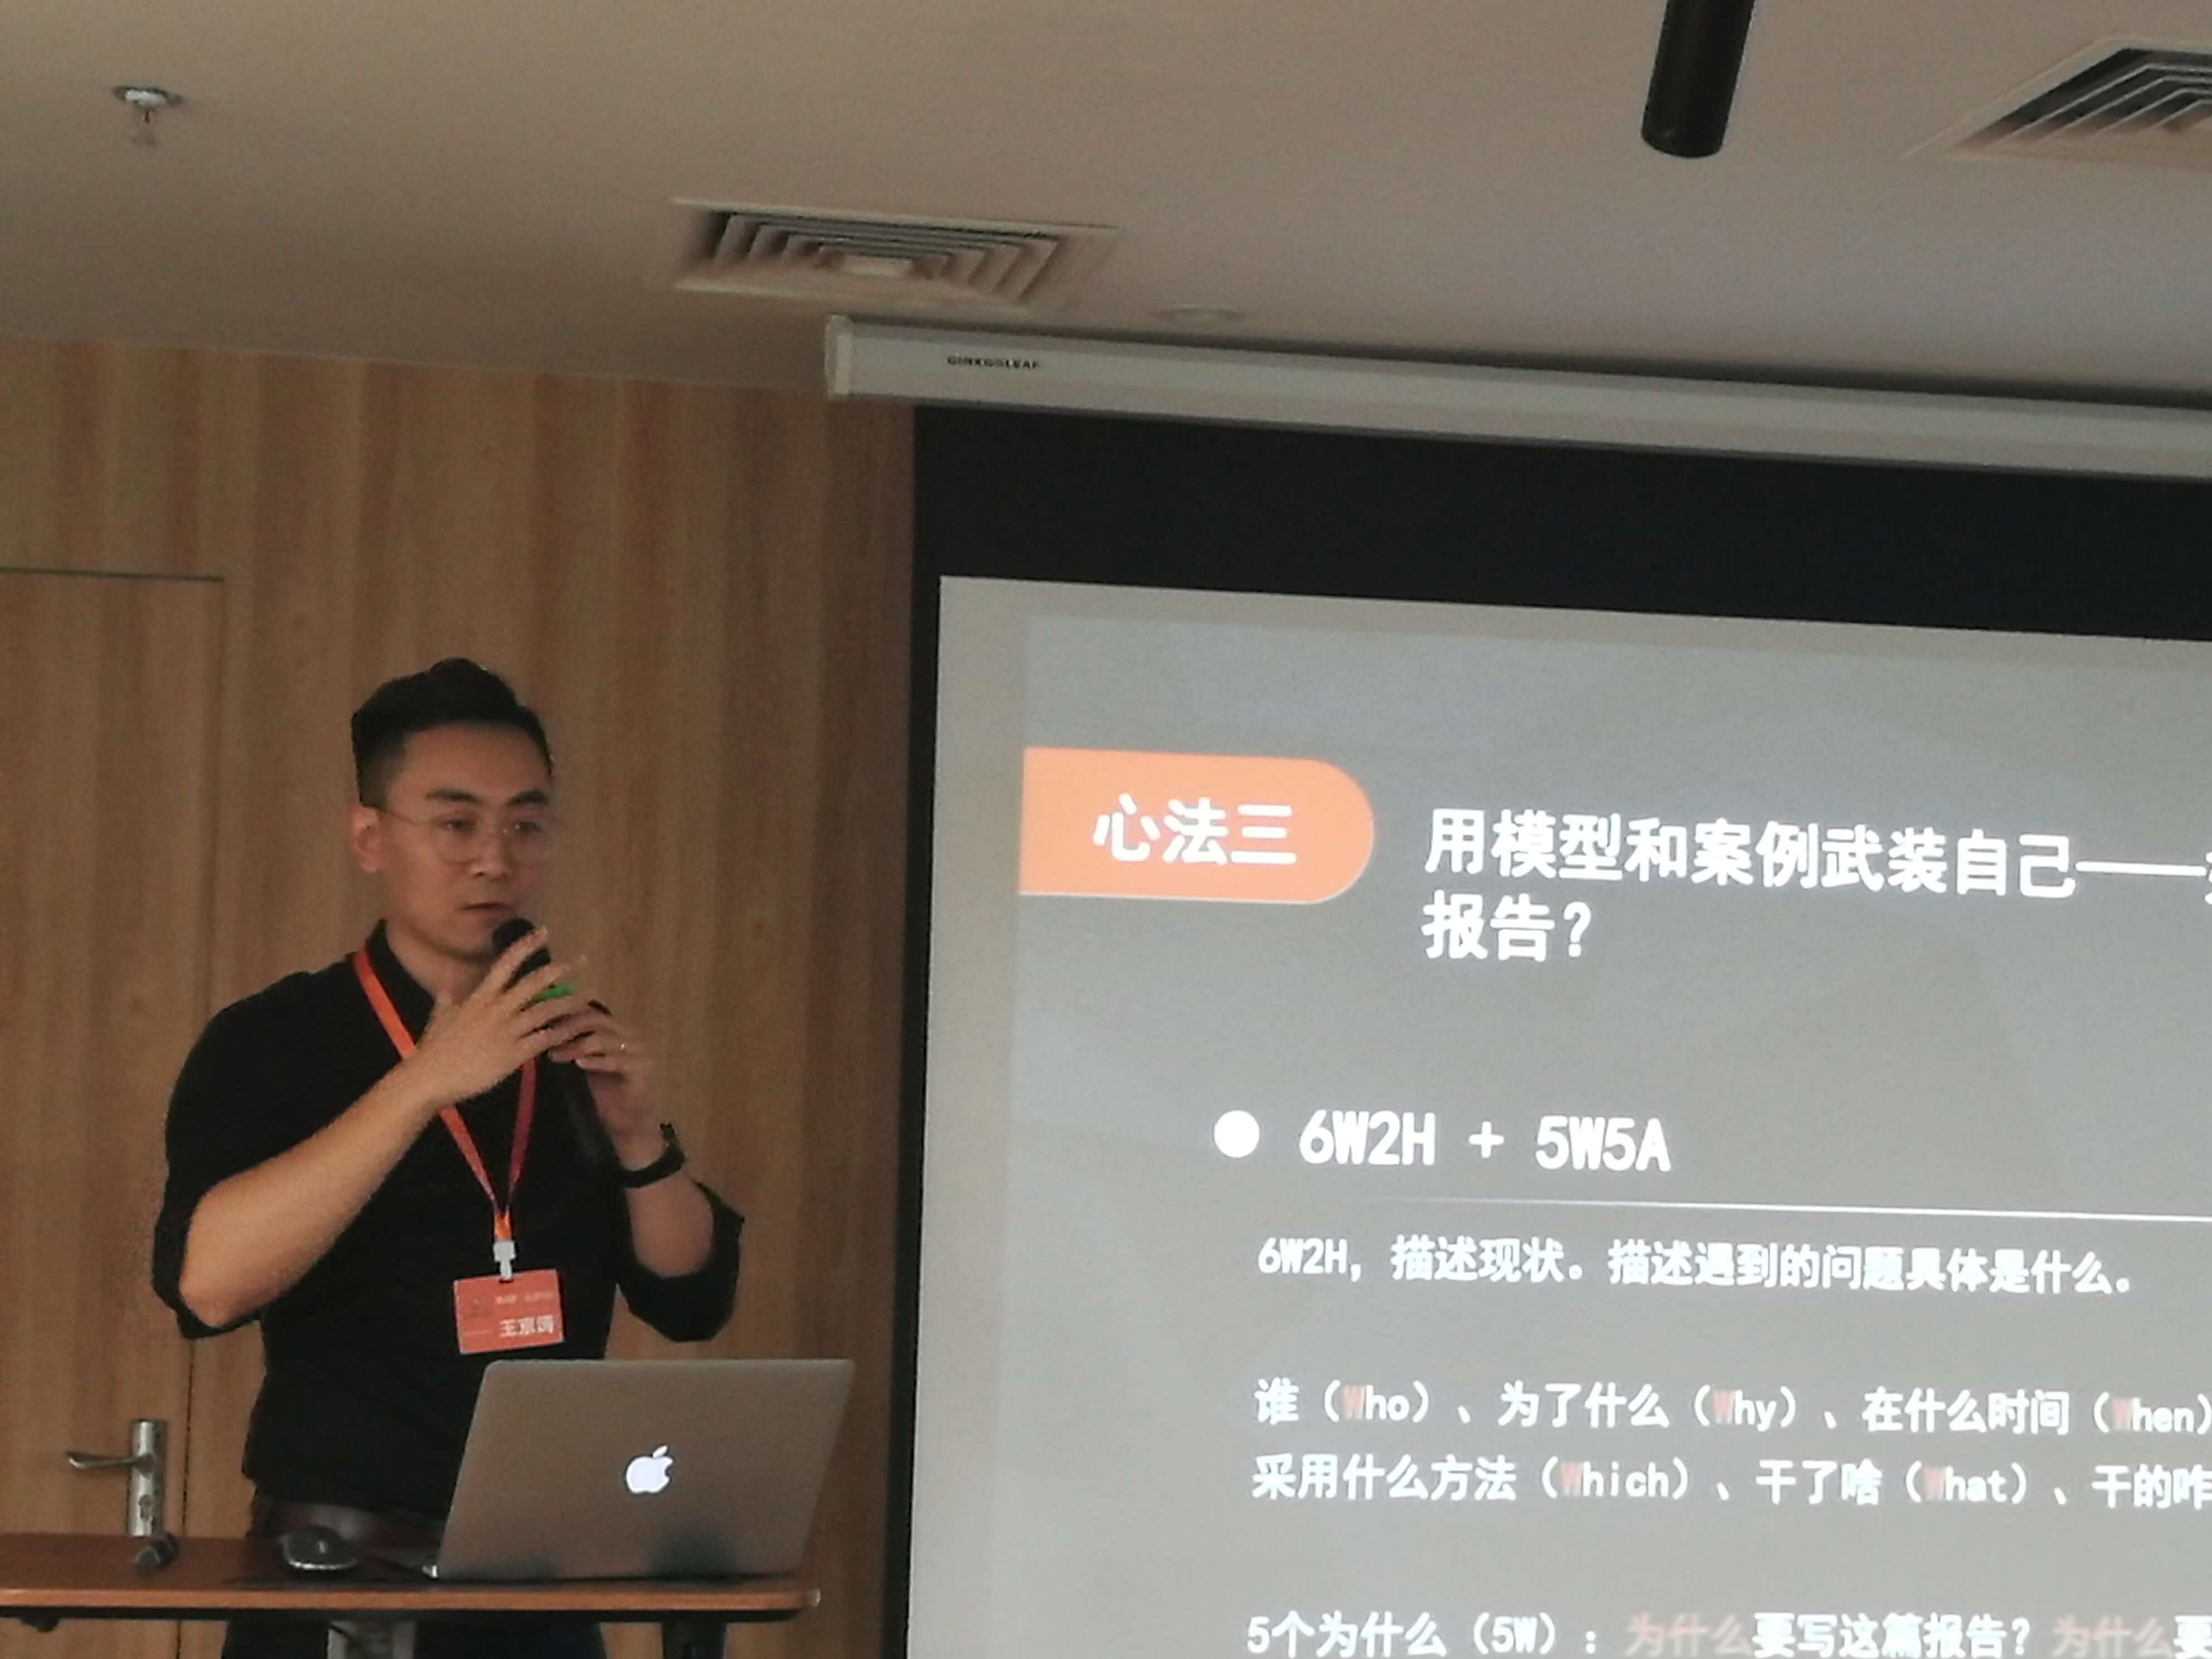 GINKGOLEAF
心法三
用模型和案例武装自己——
报告?
6W2H + 5W5A
6W2H, 描述现状。描述遇到的问题具体是什么。
谁 (Who) 、为了什么 (Why) 、在什么时间 (When)
采用什么方法 (Which) 、干了啥 (What) 、干的咋
5个为什么 (5W) : 为什么要写这篇报告? 为什么要